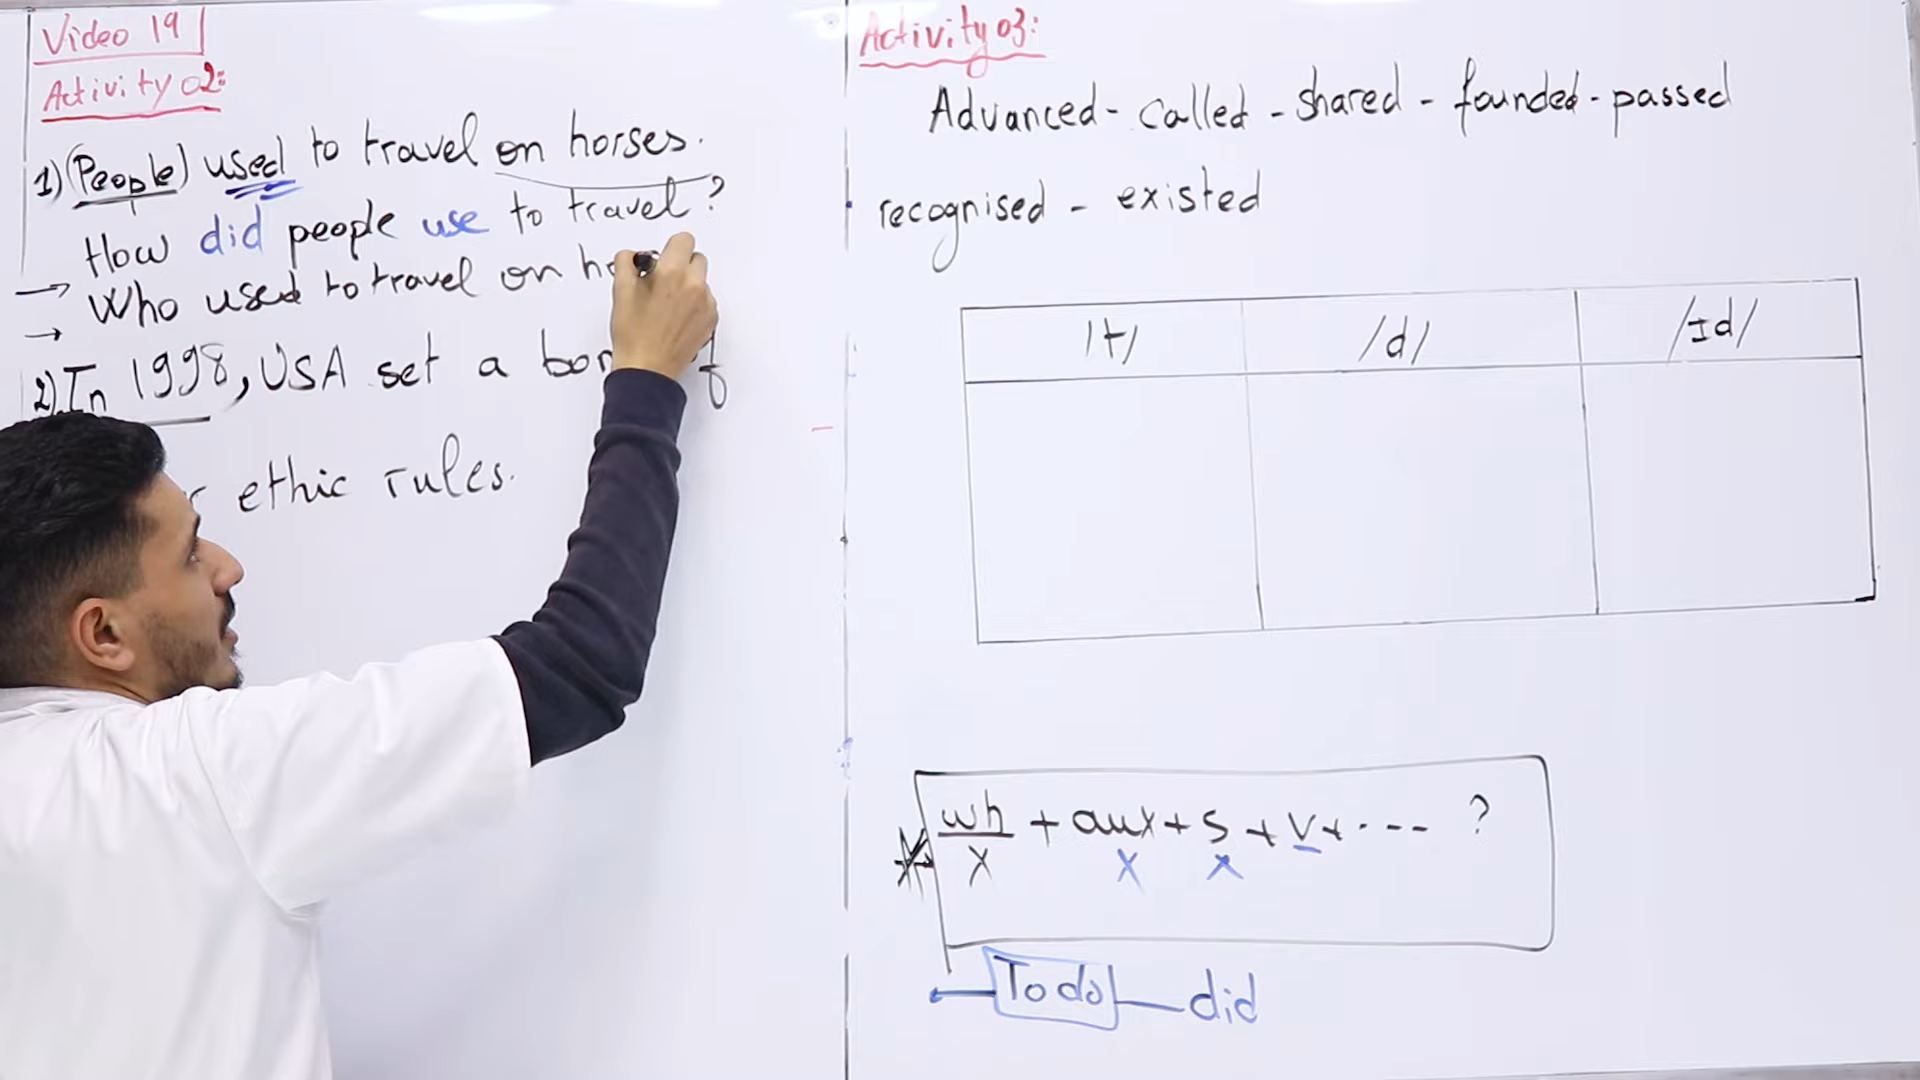 Video 19
Activity 02:
1) (People) used to travel on horses.
How did people use to travel?
→ Who used to travel on
→
2) In 1998, USA set a
ethic rules.
Activity 03:
Advanced - called - shared - founded - passed
recognised - existed
/t/ /d/ /Id/
wh + aux + s + v + ... ?
x x x
To do did